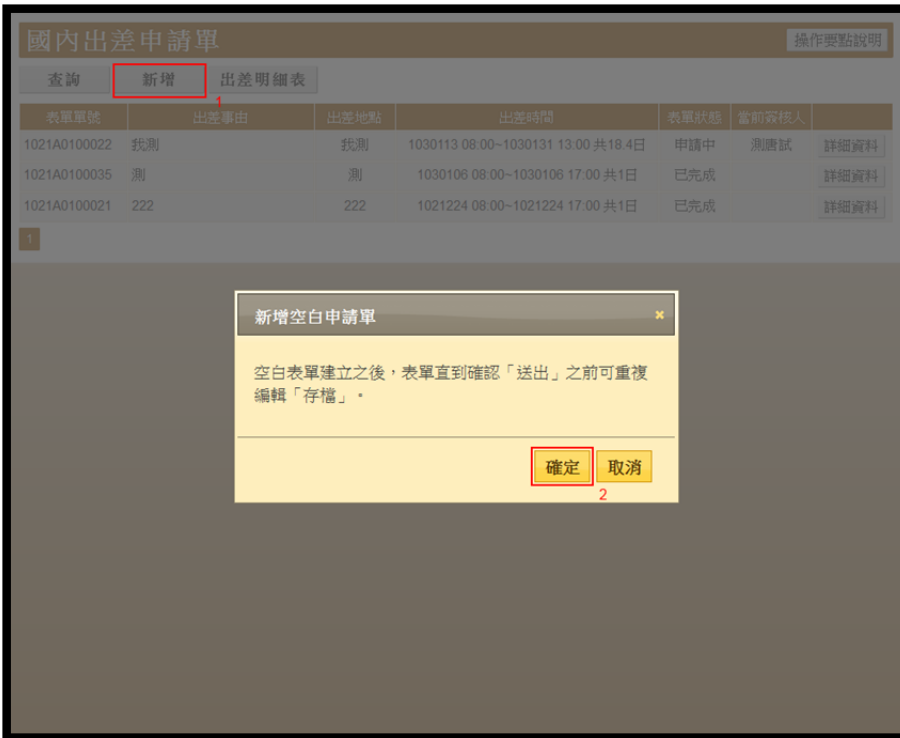 國內出差申請單 操作要點說明
查詢 新增 出差明細表
1
表單單號 出差事由 出差地點 出差時間 表單狀態 當前簽核人
1021A0100022 我測 我測 1030113 08:00~1030131 13:00 共18.4日 申請中 測唐試 詳細資料
1021A0100035 測 測 1030106 08:00~1030106 17:00 共1日 已完成 詳細資料
1021A0100021 222 222 1021224 08:00~1021224 17:00 共1日 已完成 詳細資料
1
新增空白申請單 ×
空白表單建立之後，表單直到確認「送出」之前可重複
編輯「存檔」。
確定 取消
2